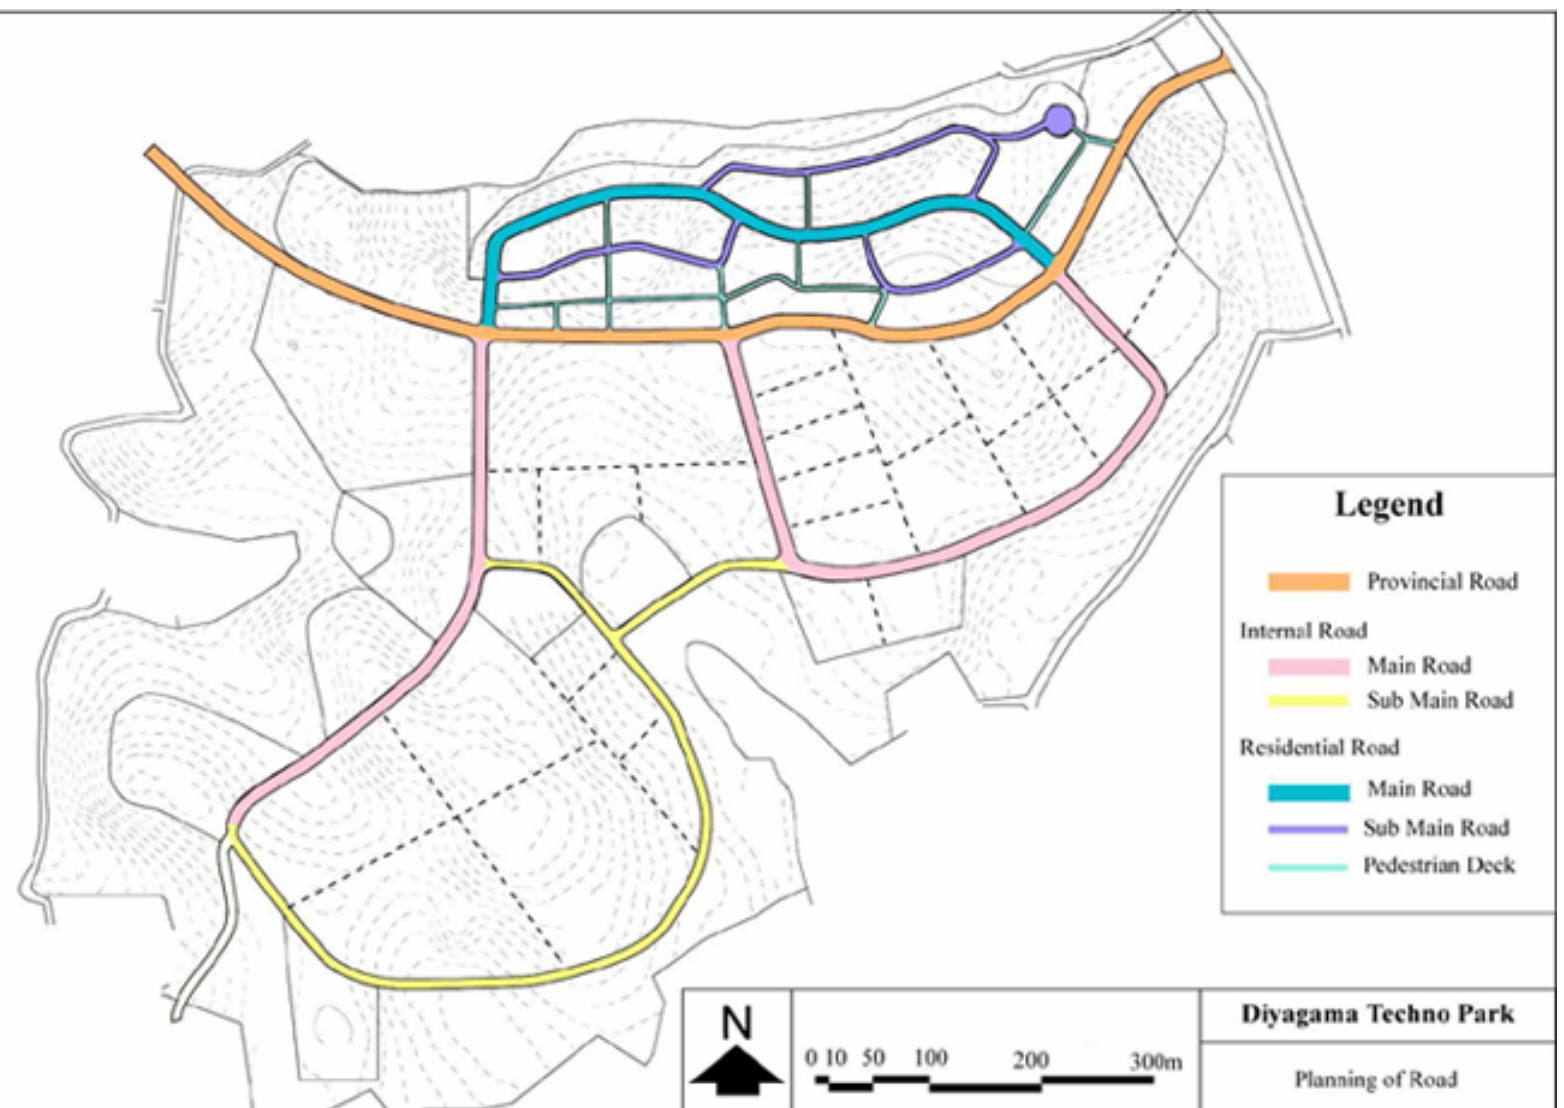 Legend
Provincial Road
Internal Road
Main Road
Sub Main Road
Residential Road
Main Road
Sub Main Road
Pedestrian Deck
N
0 10 50 100 200 300m
Diyagama Techno Park
Planning of Road